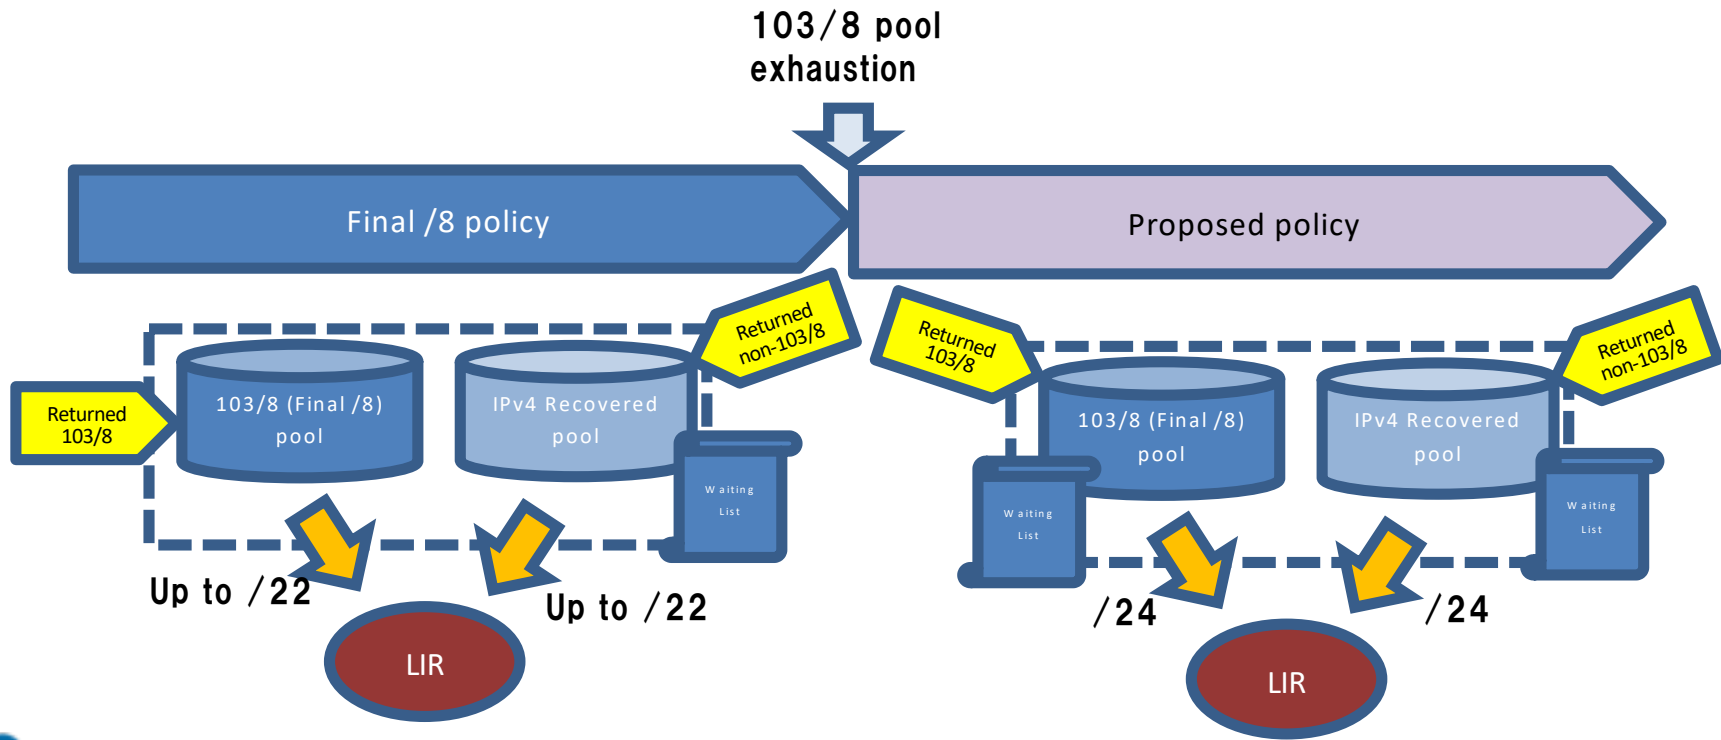 103/8 pool
exhaustion
Final /8 policy
Proposed policy
Returned
103/8
103/8 (Final /8)
pool
IPv4 Recovered
pool
Returned
non-103/8
Waiting
List
Up to /22
Up to /22
LIR
Returned
103/8
103/8 (Final /8)
pool
IPv4 Recovered
pool
Returned
non-103/8
Waiting
List
Waiting
List
/24
/24
LIR